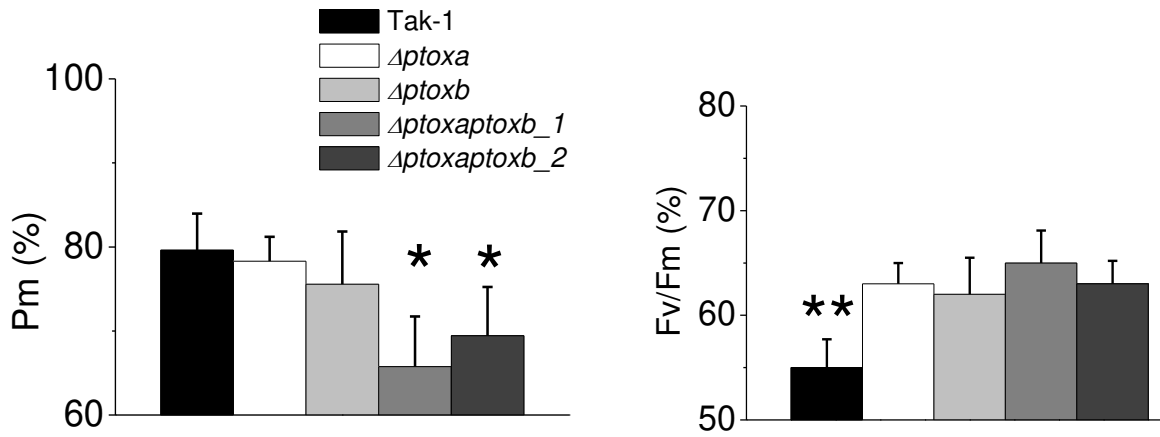 Tak-1
Δptoxa
Δptoxb
Δptoxaptoxb_1
Δptoxaptoxb_2
Pm (%)
100
80
60
*
*
Fv/Fm (%)
80
70
60
50
**